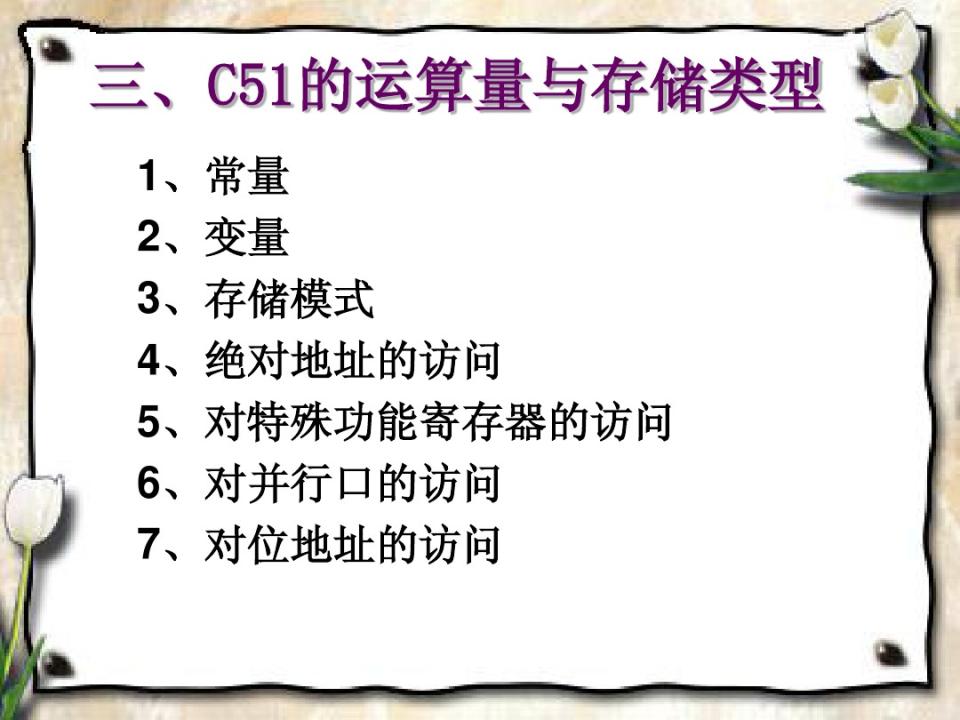 三、C51的运算量与存储类型
1、常量
2、变量
3、存储模式
4、绝对地址的访问
5、对特殊功能寄存器的访问
6、对并行口的访问
7、对位地址的访问